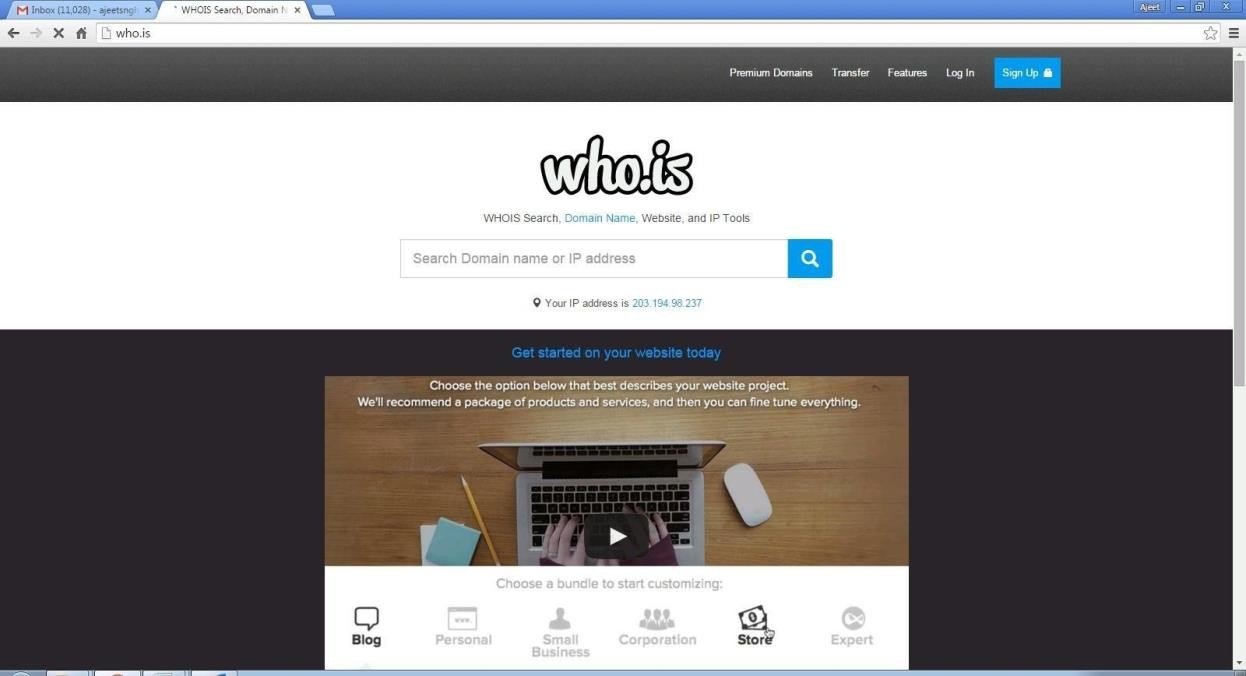 Inbox (11,028) - ajeetsngh
WHOIS Search, Domain N
Ajeet
who.is
Premium Domains Transfer Features Log In Sign Up
who.is
WHOIS Search, Domain Name, Website, and IP Tools
Search Domain name or IP address
Your IP address is 203.194.98.237
Get started on your website today
Choose the option below that best describes your website project.
We'll recommend a package of products and services, and then you can fine tune everything.
Choose a bundle to start customizing:
www.
Blog Personal Small Business Corporation Store Expert